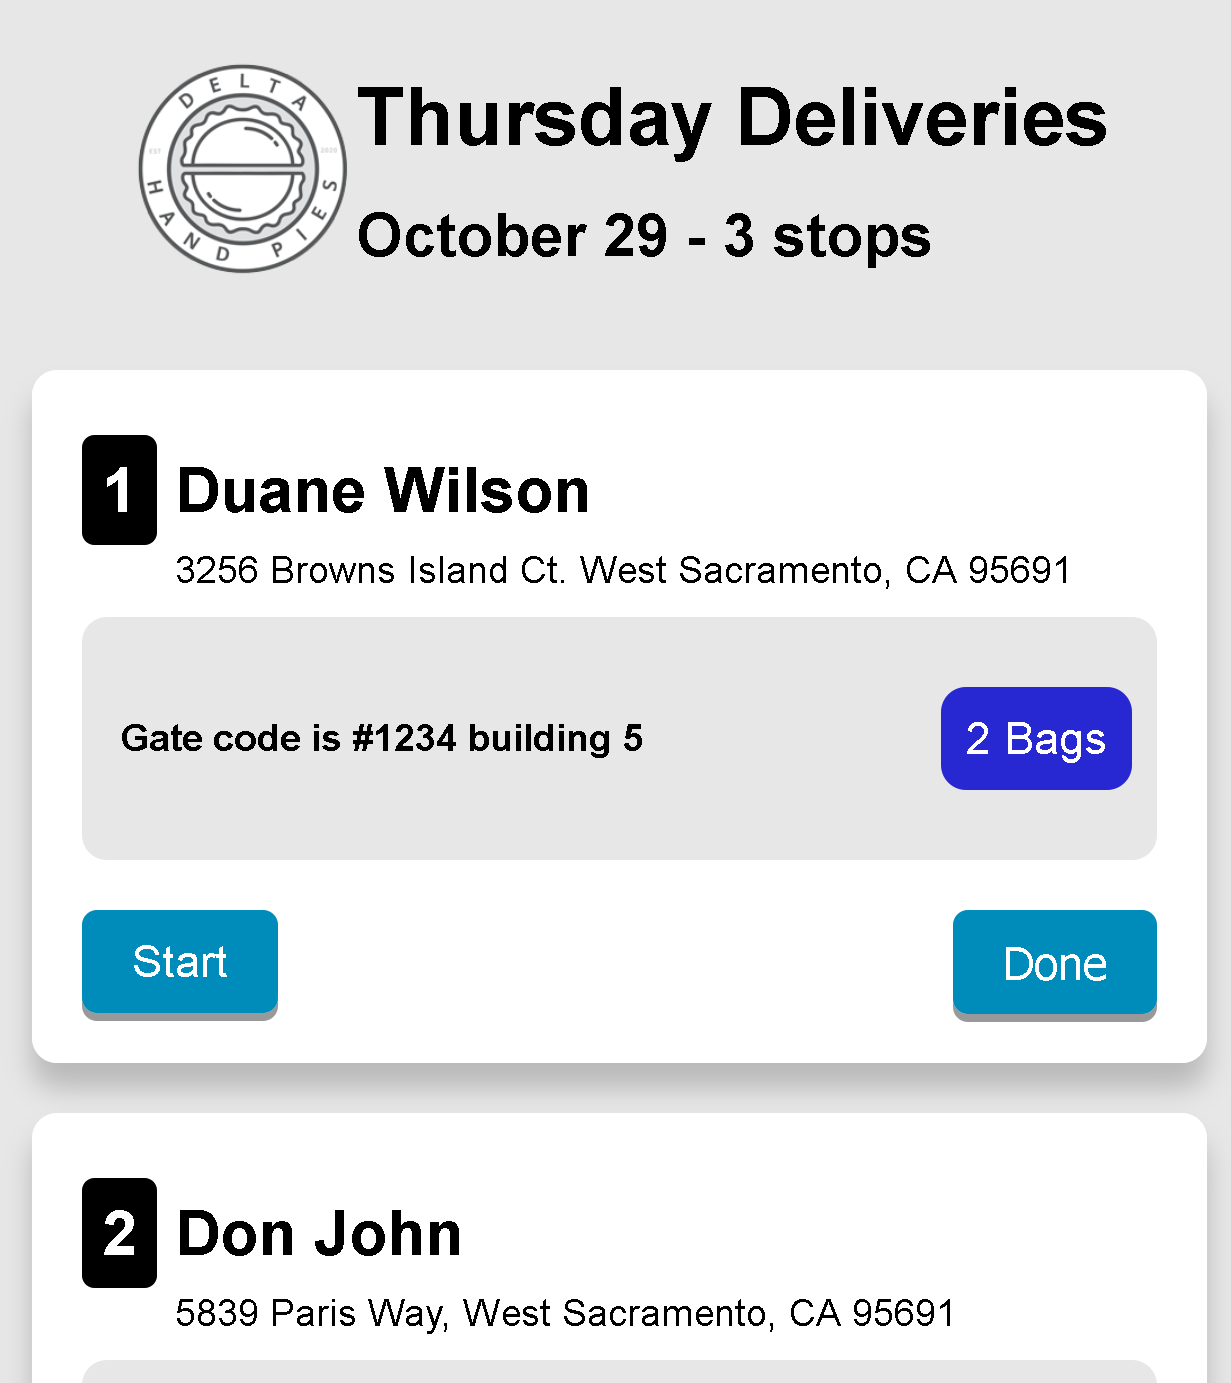 DELTA
EST
2020
HAND PIES
Thursday Deliveries
October 29 - 3 stops
1
Duane Wilson
3256 Browns Island Ct. West Sacramento, CA 95691
Gate code is #1234 building 5
2 Bags
Start
Done
2
Don John
5839 Paris Way, West Sacramento, CA 95691